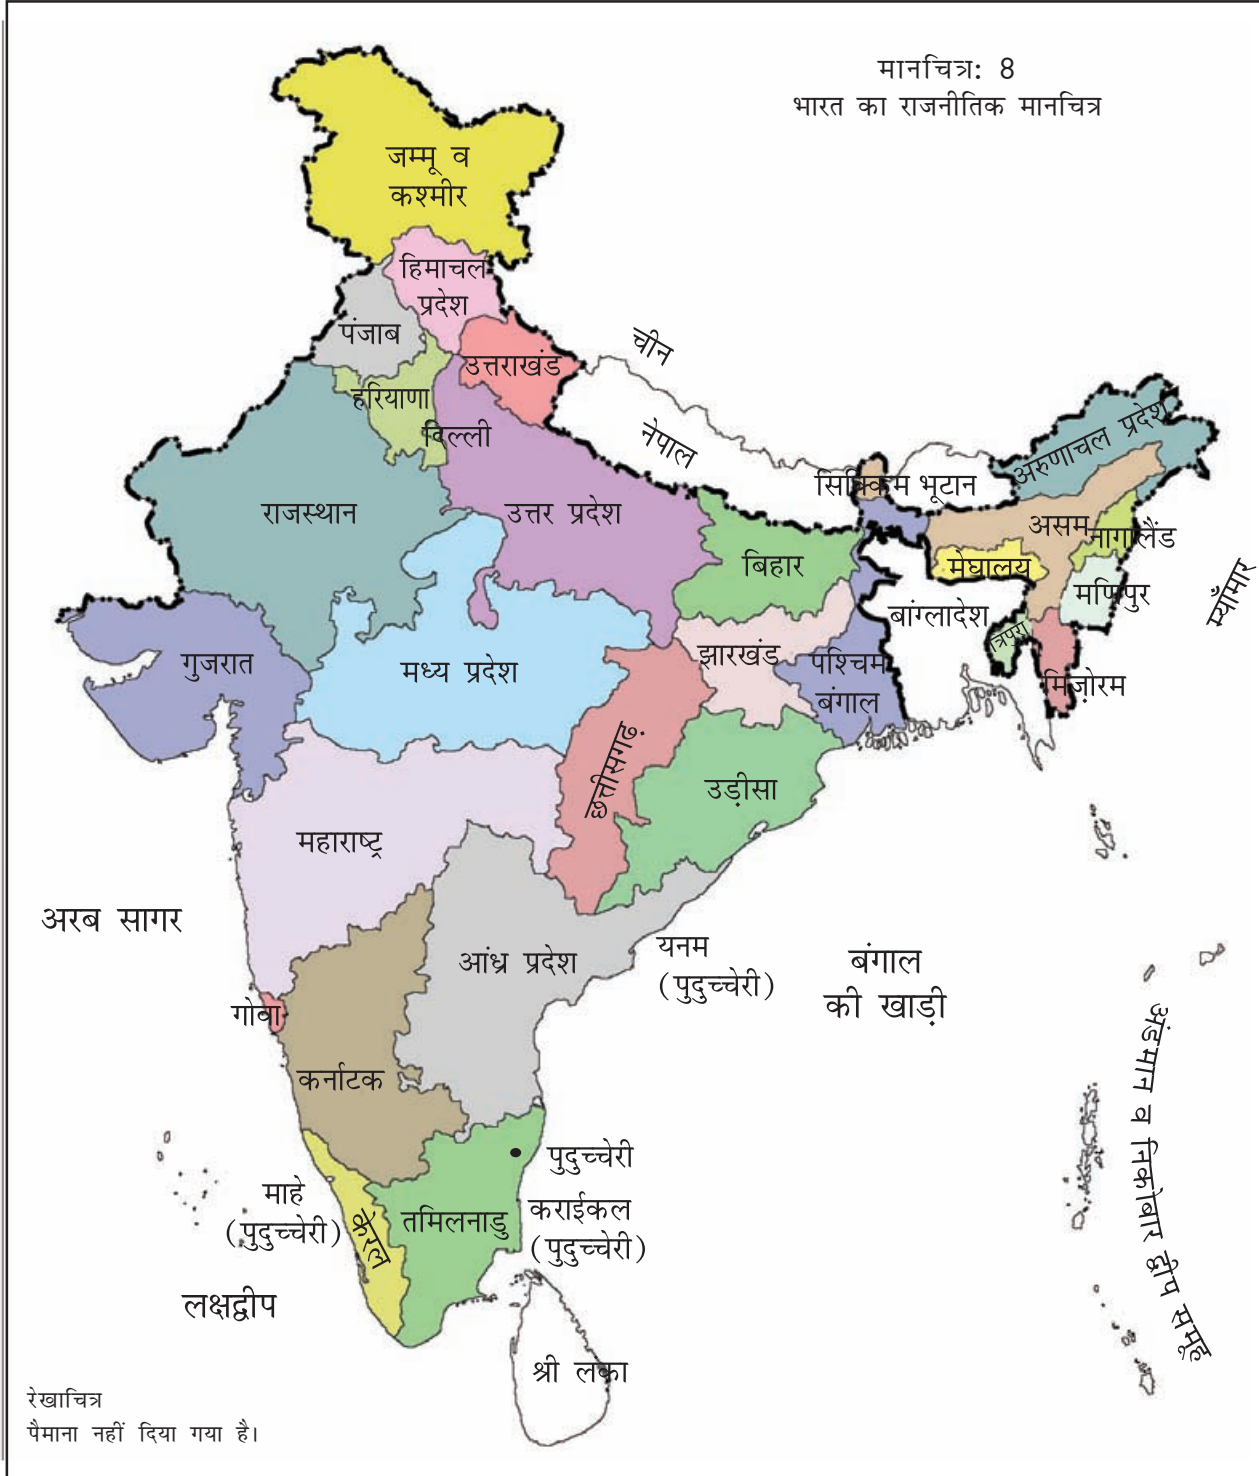 मानचित्र: 8
भारत का राजनीतिक मानचित्र
जम्मू व
कश्मीर
हिमाचल
प्रदेश
पंजाब
उत्तराखंड
चीन
हरियाणा
दिल्ली
नेपाल
अरुणाचल प्रदेश
सिक्किम
भूटान
राजस्थान
उत्तर प्रदेश
असम
नागालैंड
बिहार
मेघालय
मणिपुर
म्याँमार
बांग्लादेश
त्रिपुरा
गुजरात
मध्य प्रदेश
झारखंड
पश्चिम
बंगाल
मिज़ोरम
छत्तीसगढ़
उड़ीसा
महाराष्ट्र
अरब सागर
आंध्र प्रदेश
यनम
(पुदुच्चेरी)
बंगाल
की खाड़ी
गोवा
अंडमान व निकोबार द्वीप समूह
कर्नाटक
पुदुच्चेरी
माहे
(पुदुच्चेरी)
केरल
तमिलनाडु
कराईकल
(पुदुच्चेरी)
लक्षद्वीप
श्री लंका
रेखाचित्र
पैमाना नहीं दिया गया है।